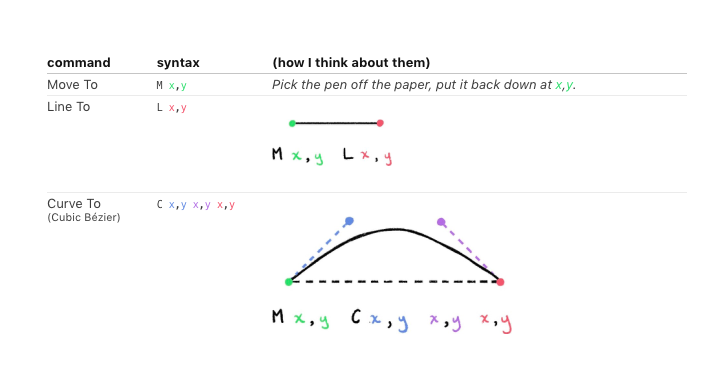 command syntax (how I think about them)
Move To M x,y Pick the pen off the paper, put it back down at x,y.
Line To L x,y
M x, y L x, y
Curve To C x,y x,y x,y
(Cubic Bézier)
M x, y C x, y x,y x,y